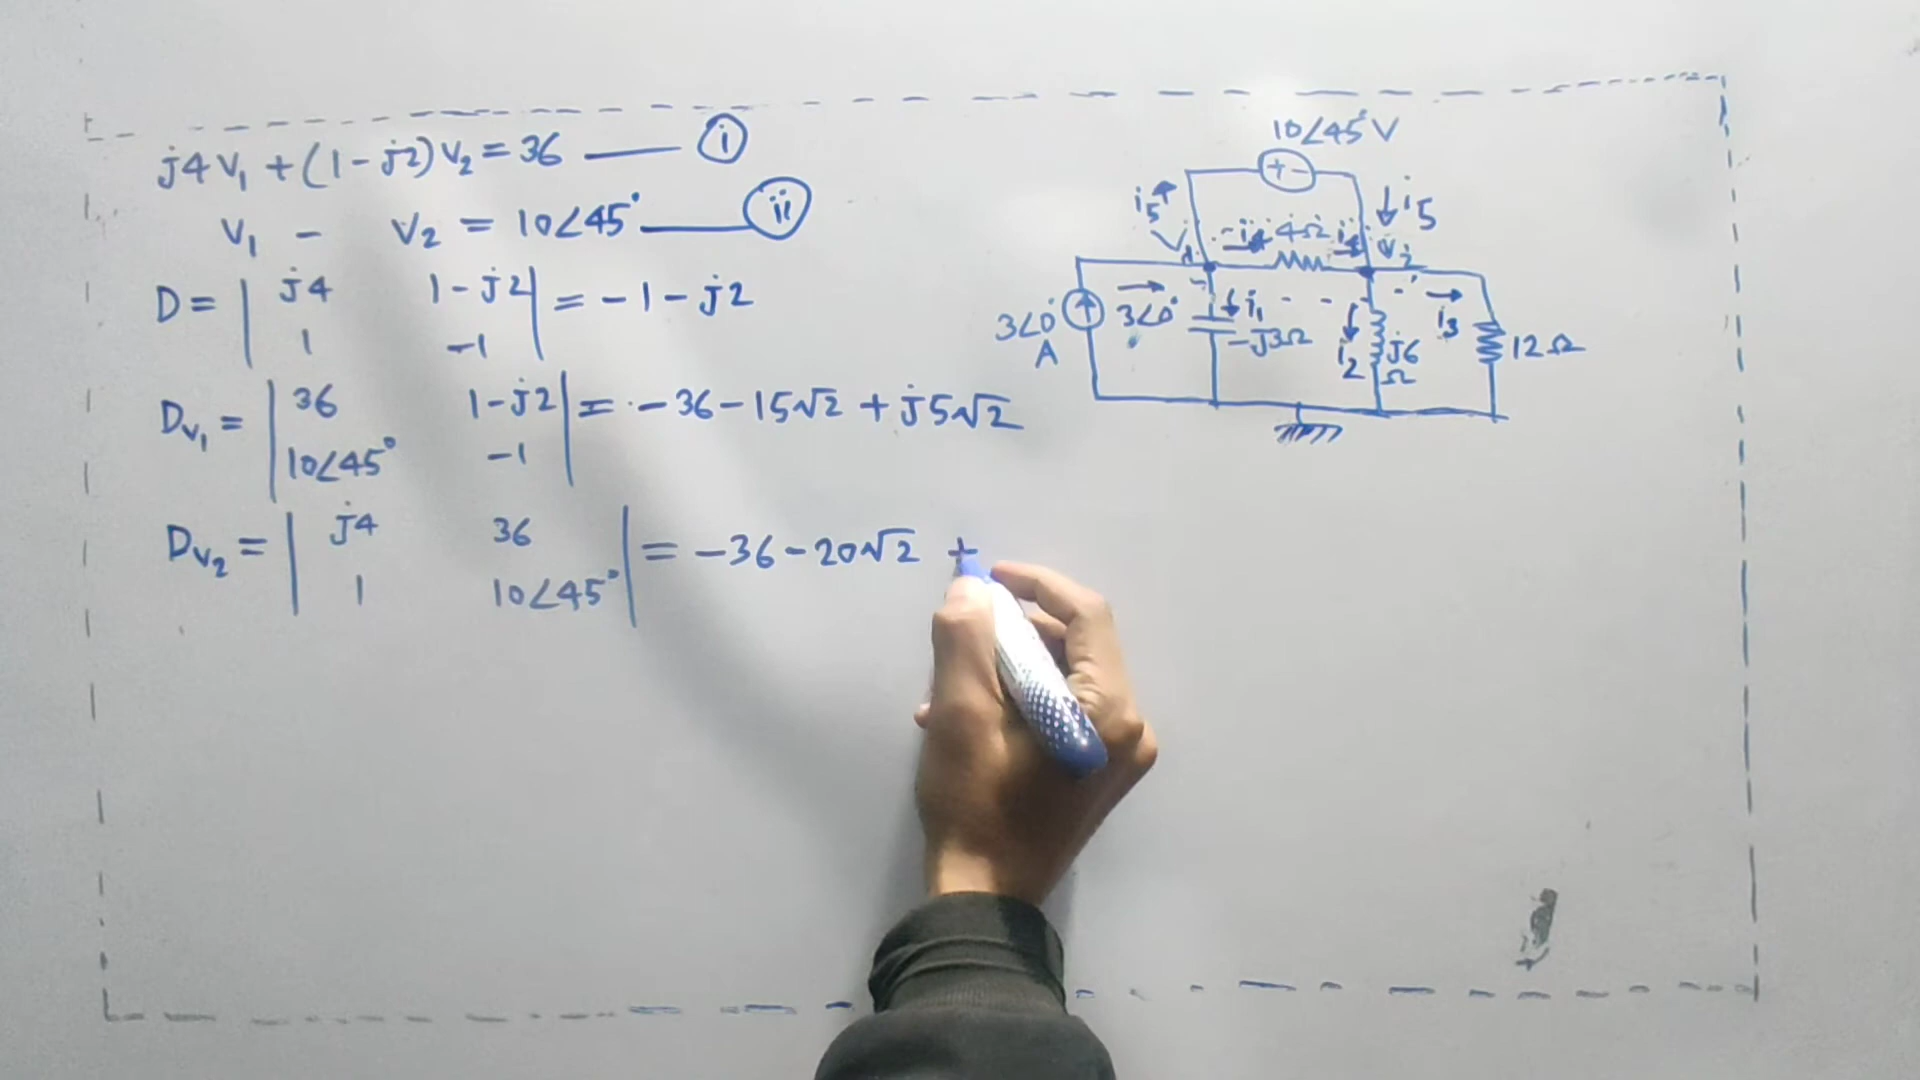 j4V₁ + (1-j2)V₂ = 36 —— (i)
V₁ - V₂ = 10∠45° —— (ii)
D = | j4 1-j2 | = -1-j2
1 -1
Dv₁ = | 36 1-j2 | = -36-15√2 + j5√2
10∠45° -1
Dv₂ = | j4 36 | = -36-20√2 +
1 10∠45°
10∠45° V
+ -
i₅ i₅
V₁ i₄ 4Ω i₄ V₂
3∠0° A 3∠0° i₁ -j3Ω i₂ j6 Ω i₃ 12Ω